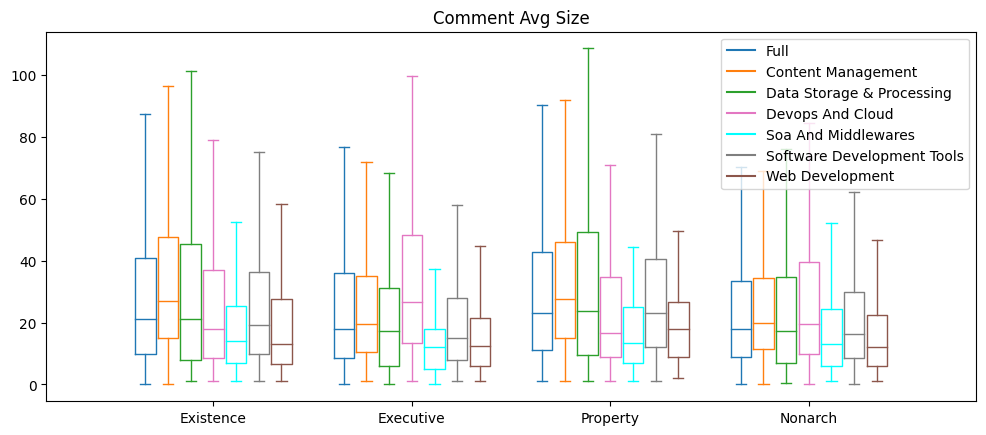 Comment Avg Size
100
80
60
40
20
0
Full
Content Management
Data Storage & Processing
Devops And Cloud
Soa And Middlewares
Software Development Tools
Web Development
Existence
Executive
Property
Nonarch